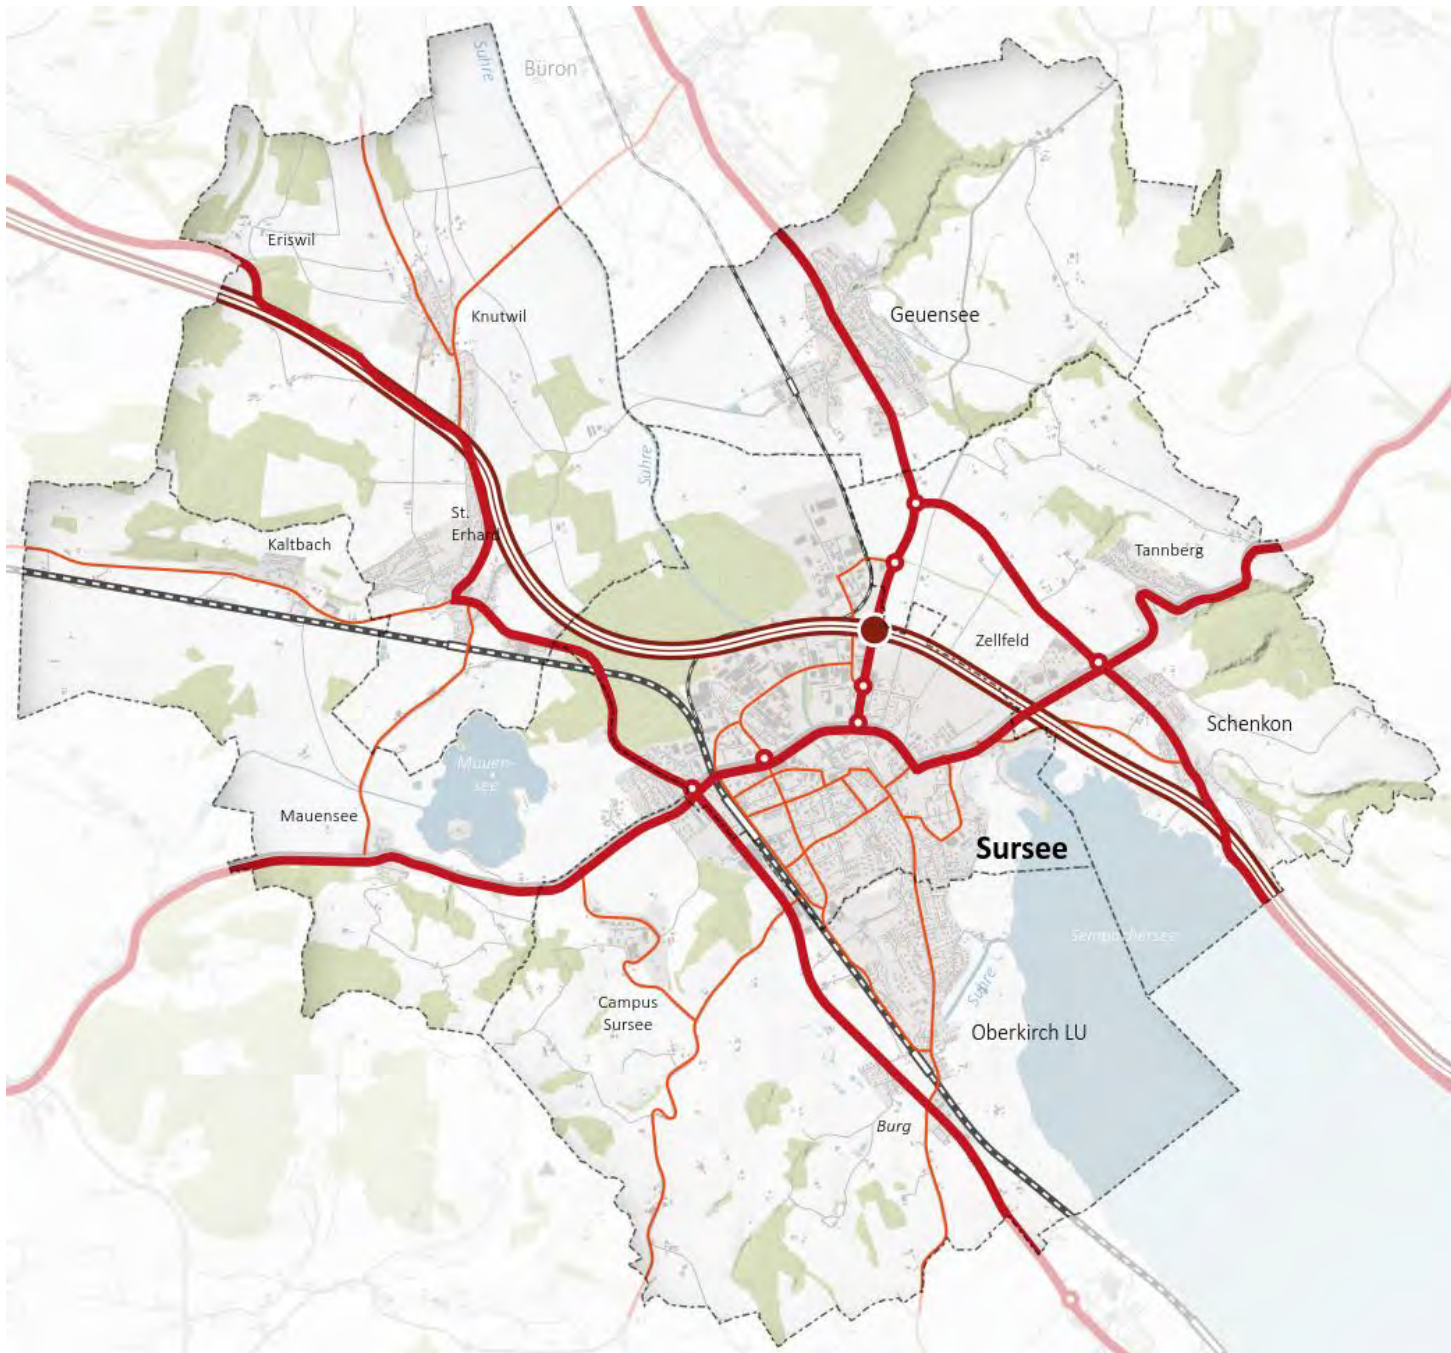 Suhre
Büron
Eriswil
Knutwil
Geuensee
Suhre
St.
Erhard
Kaltbach
Tannberg
Zellfeld
Schenkon
Mauen-
see
Mauensee
Sursee
Sempachersee
Suhre
Campus
Sursee
Oberkirch LU
Burg